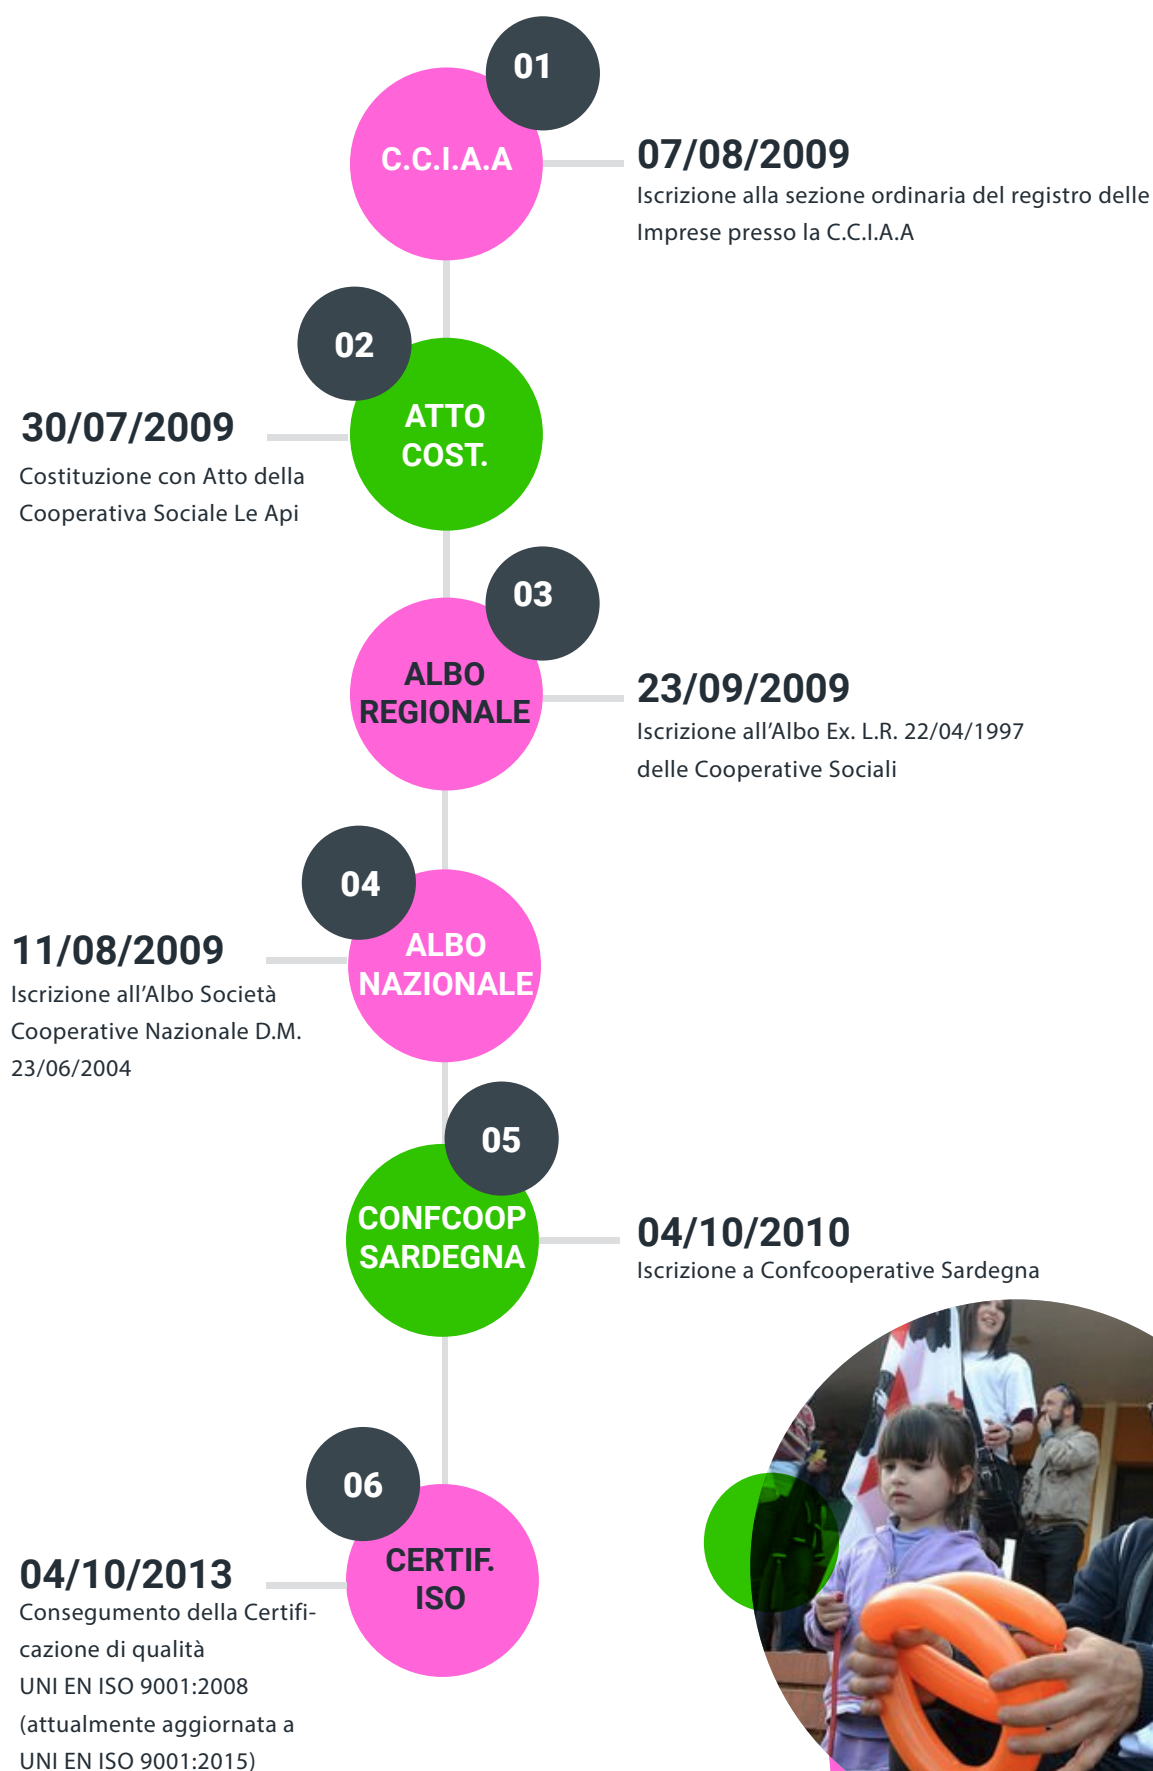 01
C.C.I.A.A
07/08/2009
Iscrizione alla sezione ordinaria del registro delle
Imprese presso la C.C.I.A.A
02
ATTO
COST.
30/07/2009
Costituzione con Atto della
Cooperativa Sociale Le Api
03
ALBO
REGIONALE
23/09/2009
Iscrizione all’Albo Ex. L.R. 22/04/1997
delle Cooperative Sociali
04
ALBO
NAZIONALE
11/08/2009
Iscrizione all’Albo Società
Cooperative Nazionale D.M.
23/06/2004
05
CONFCOOP
SARDEGNA
04/10/2010
Iscrizione a Confcooperative Sardegna
06
CERTIF.
ISO
04/10/2013
Consegumento della Certifi-
cazione di qualità
UNI EN ISO 9001:2008
(attualmente aggiornata a
UNI EN ISO 9001:2015)